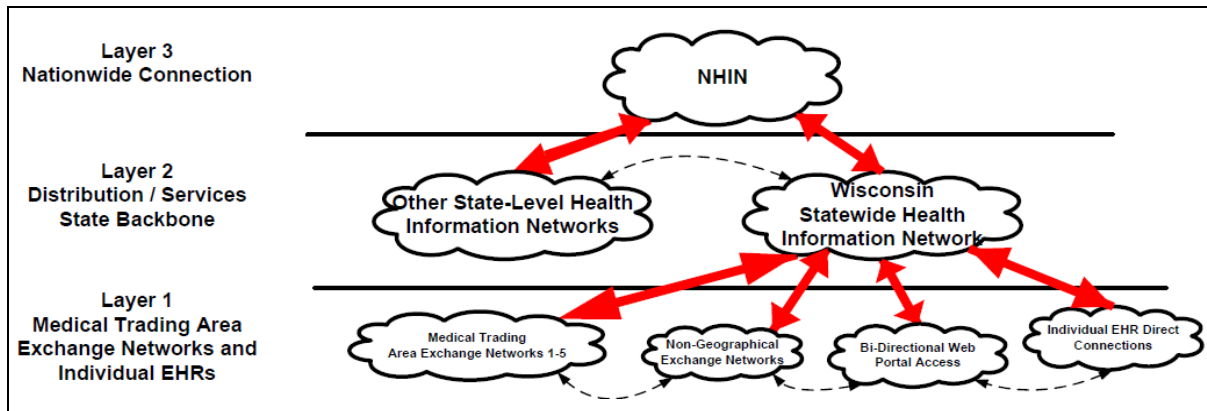 Layer 3
Nationwide Connection
NHIN
Layer 2
Distribution / Services
State Backbone
Other State-Level Health
Information Networks
Wisconsin
Statewide Health
Information Network
Layer 1
Medical Trading Area
Exchange Networks and
Individual EHRs
Medical Trading
Area Exchange Networks 1-5
Non-Geographical
Exchange Networks
Bi-Directional Web
Portal Access
Individual EHR Direct
Connections